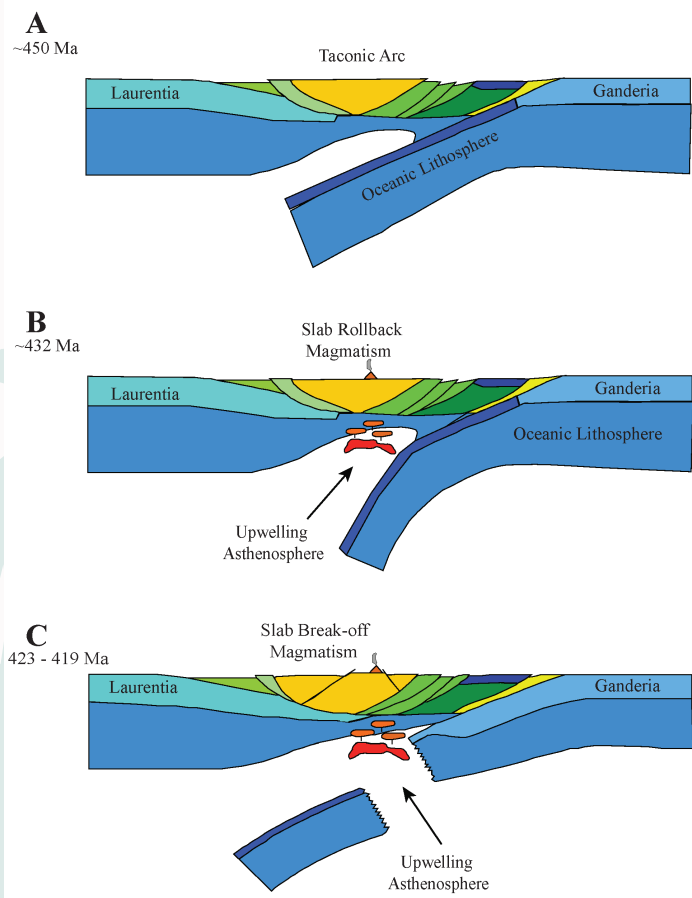 A
~450 Ma
Taconic Arc
Laurentia
Ganderia
Oceanic Lithosphere
B
~432 Ma
Slab Rollback
Magmatism
Laurentia
Ganderia
Oceanic Lithosphere
Upwelling
Asthenosphere
C
423 - 419 Ma
Slab Break-off
Magmatism
Laurentia
Ganderia
Upwelling
Asthenosphere